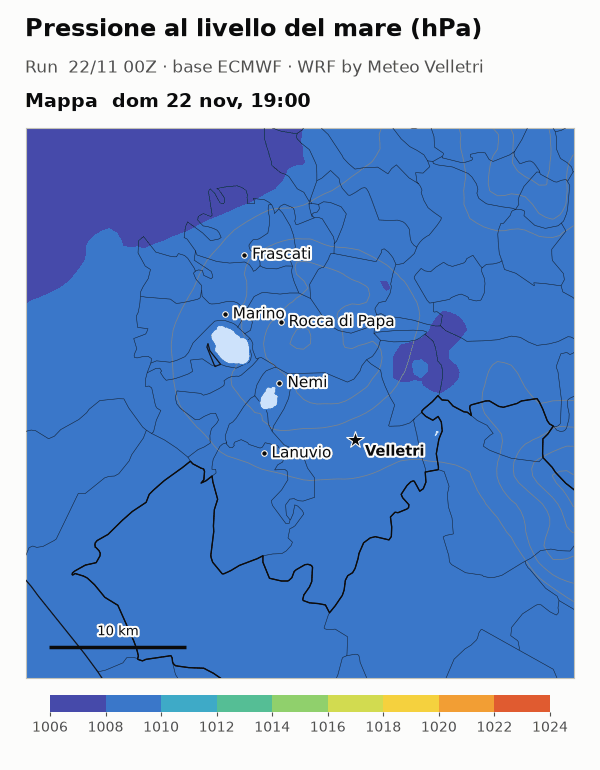 Pressione al livello del mare (hPa)
Run  22/11 00Z · base ECMWF · WRF by Meteo Velletri
Mappa  dom 22 nov, 19:00
Frascati
Marino
Rocca di Papa
Nemi
Velletri
Lanuvio
10 km
1006 1008 1010 1012 1014 1016 1018 1020 1022 1024